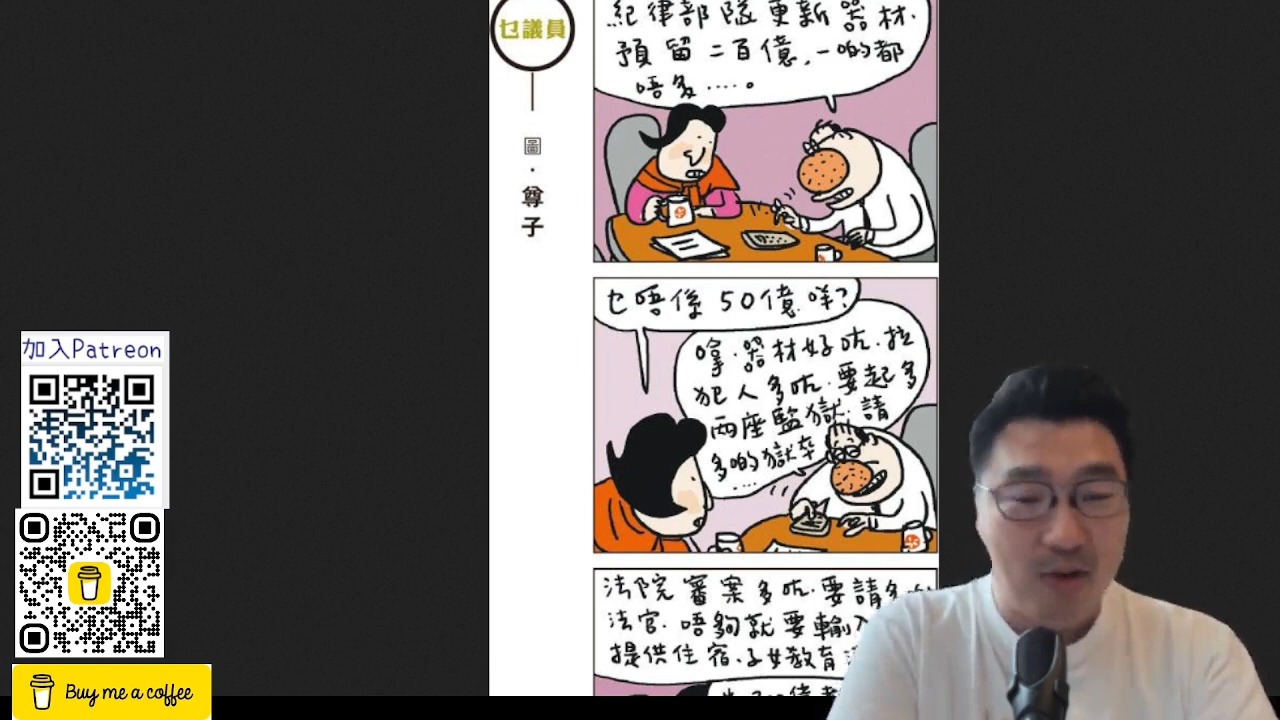 乜議員
圖・尊子
紀律部隊更新器材.
預留二百億,一啲都
唔多....。
乜唔係50億咩?
嗱.器材好咗.拉
犯人多咗.要起多
兩座監獄.請
多啲獄卒
....
法院審案多咗.要請多啲
法官.唔夠就要輸入
提供住宿.子女教育
加入Patreon
Buy me a coffee